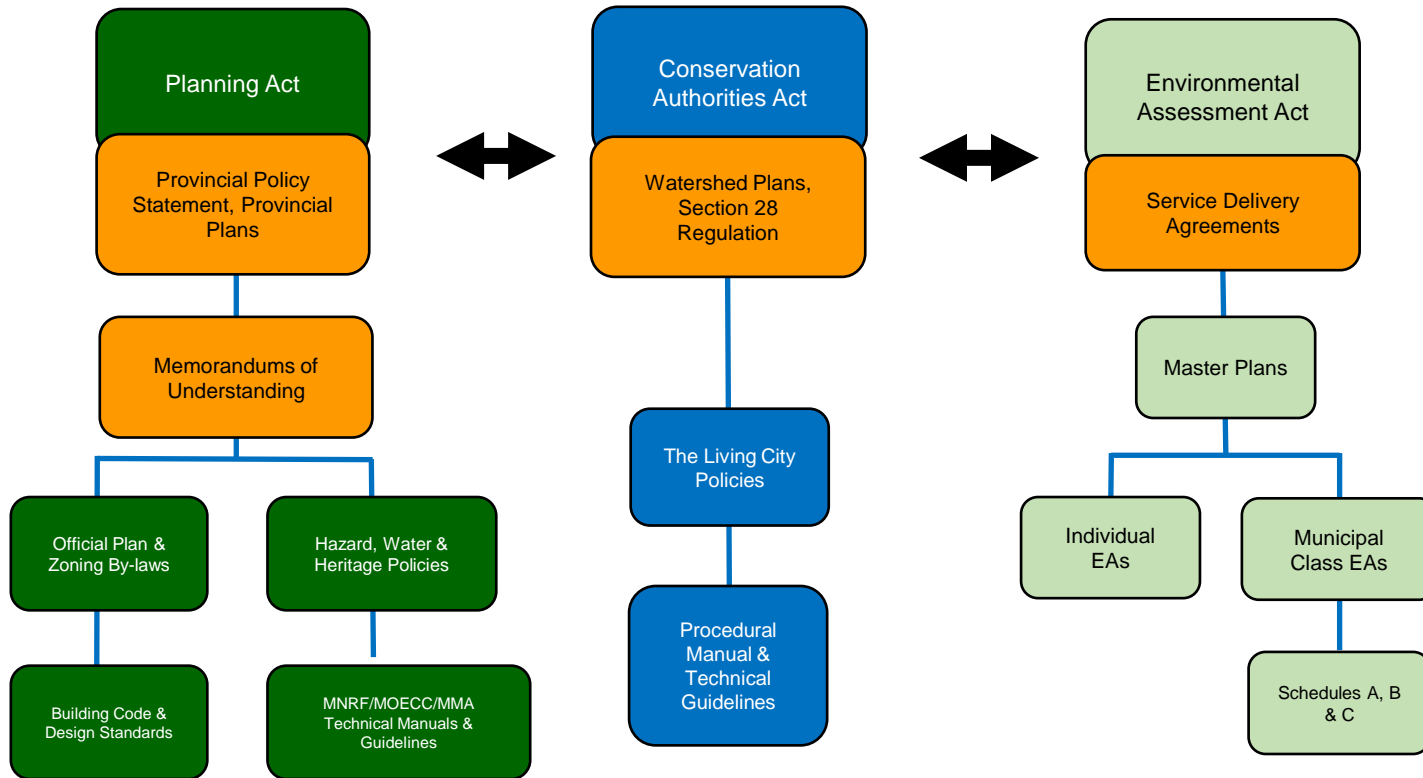 Planning Act
Conservation
Authorities Act
Environmental
Assessment Act
Provincial Policy
Statement, Provincial
Plans
Watershed Plans,
Section 28
Regulation
Service Delivery
Agreements
Memorandums of
Understanding
Master Plans
The Living City
Policies
Official Plan &
Zoning By-laws
Hazard, Water &
Heritage Policies
Individual
EAs
Municipal
Class EAs
Procedural
Manual &
Technical
Guidelines
Building Code &
Design Standards
MNRF/MOECC/MMA
Technical Manuals &
Guidelines
Schedules A, B
& C